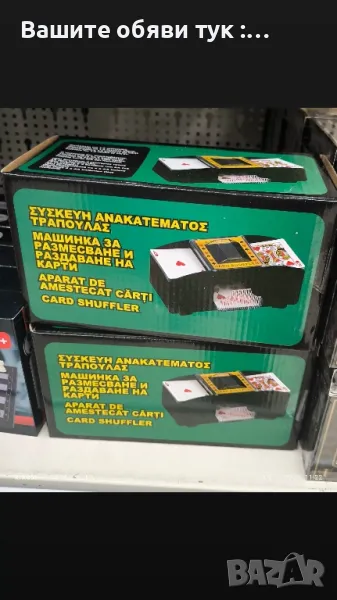 Вашите обяви тук :...
ΣΥΣΚΕΥΗ ΑΝΑΚΑΤΕΜΑΤΟΣ
ΤΡΑΠΟΥΛΑΣ
МАШИНКА ЗА
РАЗМЕСВАНЕ И
РАЗДАВАНЕ НА
КАРТИ
APARAT DE
AMESTECAT CĂRȚI
CARD SHUFFLER
ΣΥΣΚΕΥΗ ΑΝΑΚΑΤΕΜΑΤΟΣ
ΤΡΑΠΟΥΛΑΣ
МАШИНКА ЗА
РАЗМЕСВАНЕ И
РАЗДАВАНЕ НА
КАРТИ
APARAT DE
AMESTECAT CĂRȚI
CARD SHUFFLER
BAZAR.BG